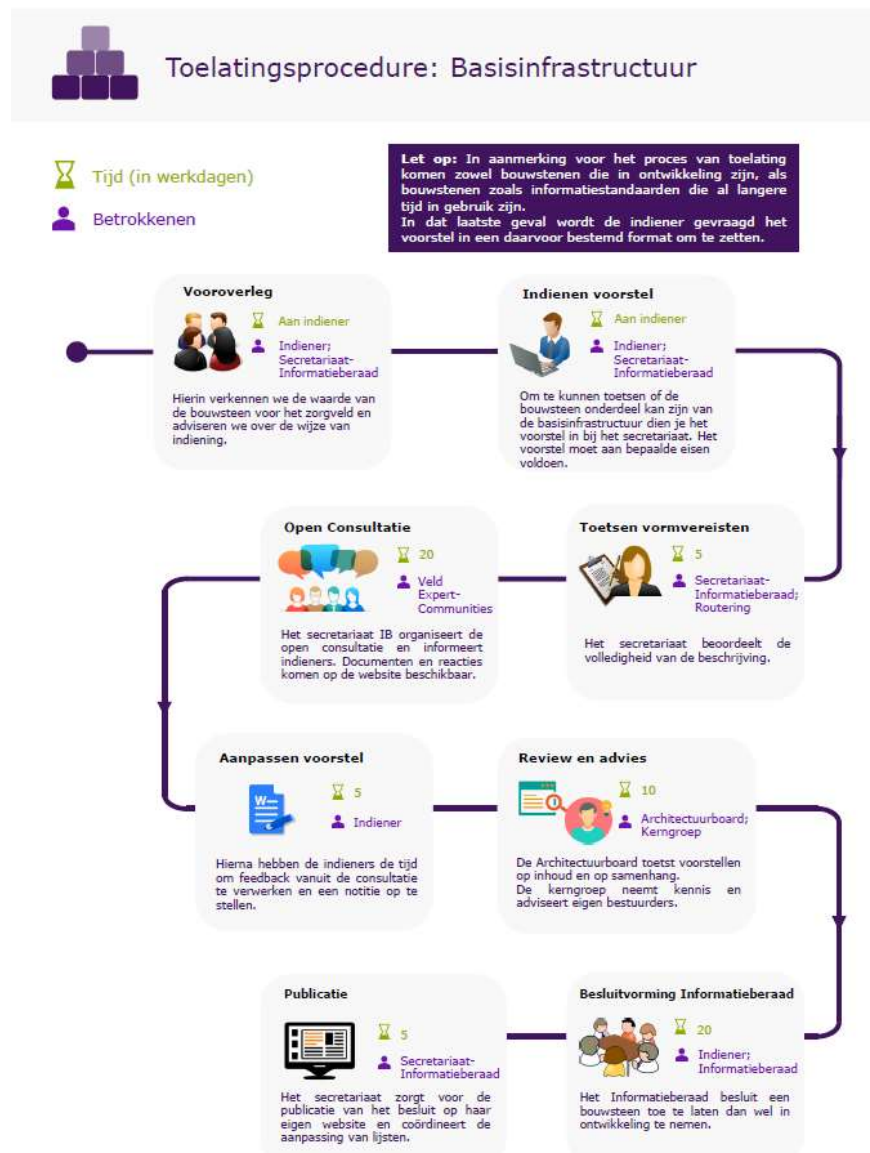 Toelatingsprocedure: Basisinfrastructuur
Tijd (in werkdagen)
Betrokkenen
Let op: In aanmerking voor het proces van toelating
komen zowel bouwstenen die in ontwikkeling zijn, als
bouwstenen zoals informatiestandaarden die al langere
tijd in gebruik zijn.
In dat laatste geval wordt de indiener gevraagd het
voorstel in een daarvoor bestemd format om te zetten.
Vooroverleg
Aan indiener
Indiener;
Secretariaat-
Informatieberaad
Hierin verkennen we de waarde van
de bouwsteen voor het zorgveld en
adviseren we over de wijze van
indiening.
Indienen voorstel
Aan indiener
Indiener;
Secretariaat-
Informatieberaad
Om te kunnen toetsen of de
bouwsteen onderdeel kan zijn van
de basisinfrastructuur dien je het
voorstel in bij het secretariaat. Het
voorstel moet aan bepaalde eisen
voldoen.
Toetsen vormvereisten
5
Secretariaat-
Informatieberaad;
Routering
Het secretariaat beoordeelt de
volledigheid van de beschrijving.
Open Consultatie
20
Veld
Expert-
Communities
Het secretariaat IB organiseert de
open consultatie en informeert
indieners. Documenten en reacties
komen op de website beschikbaar.
Aanpassen voorstel
W
5
Indiener
Hierna hebben de indieners de tijd
om feedback vanuit de consultatie
te verwerken en een notitie op te
stellen.
Review en advies
10
Architectuurboard;
Kerngroep
De Architectuurboard toetst voorstellen
op inhoud en op samenhang.
De kerngroep neemt kennis en
adviseert eigen bestuurders.
Besluitvorming Informatieberaad
20
Indiener;
Informatieberaad
Het Informatieberaad besluit een
bouwsteen toe te laten dan wel in
ontwikkeling te nemen.
Publicatie
5
Secretariaat-
Informatieberaad
Het secretariaat zorgt voor de
publicatie van het besluit op haar
eigen website en coördineert de
aanpassing van lijsten.